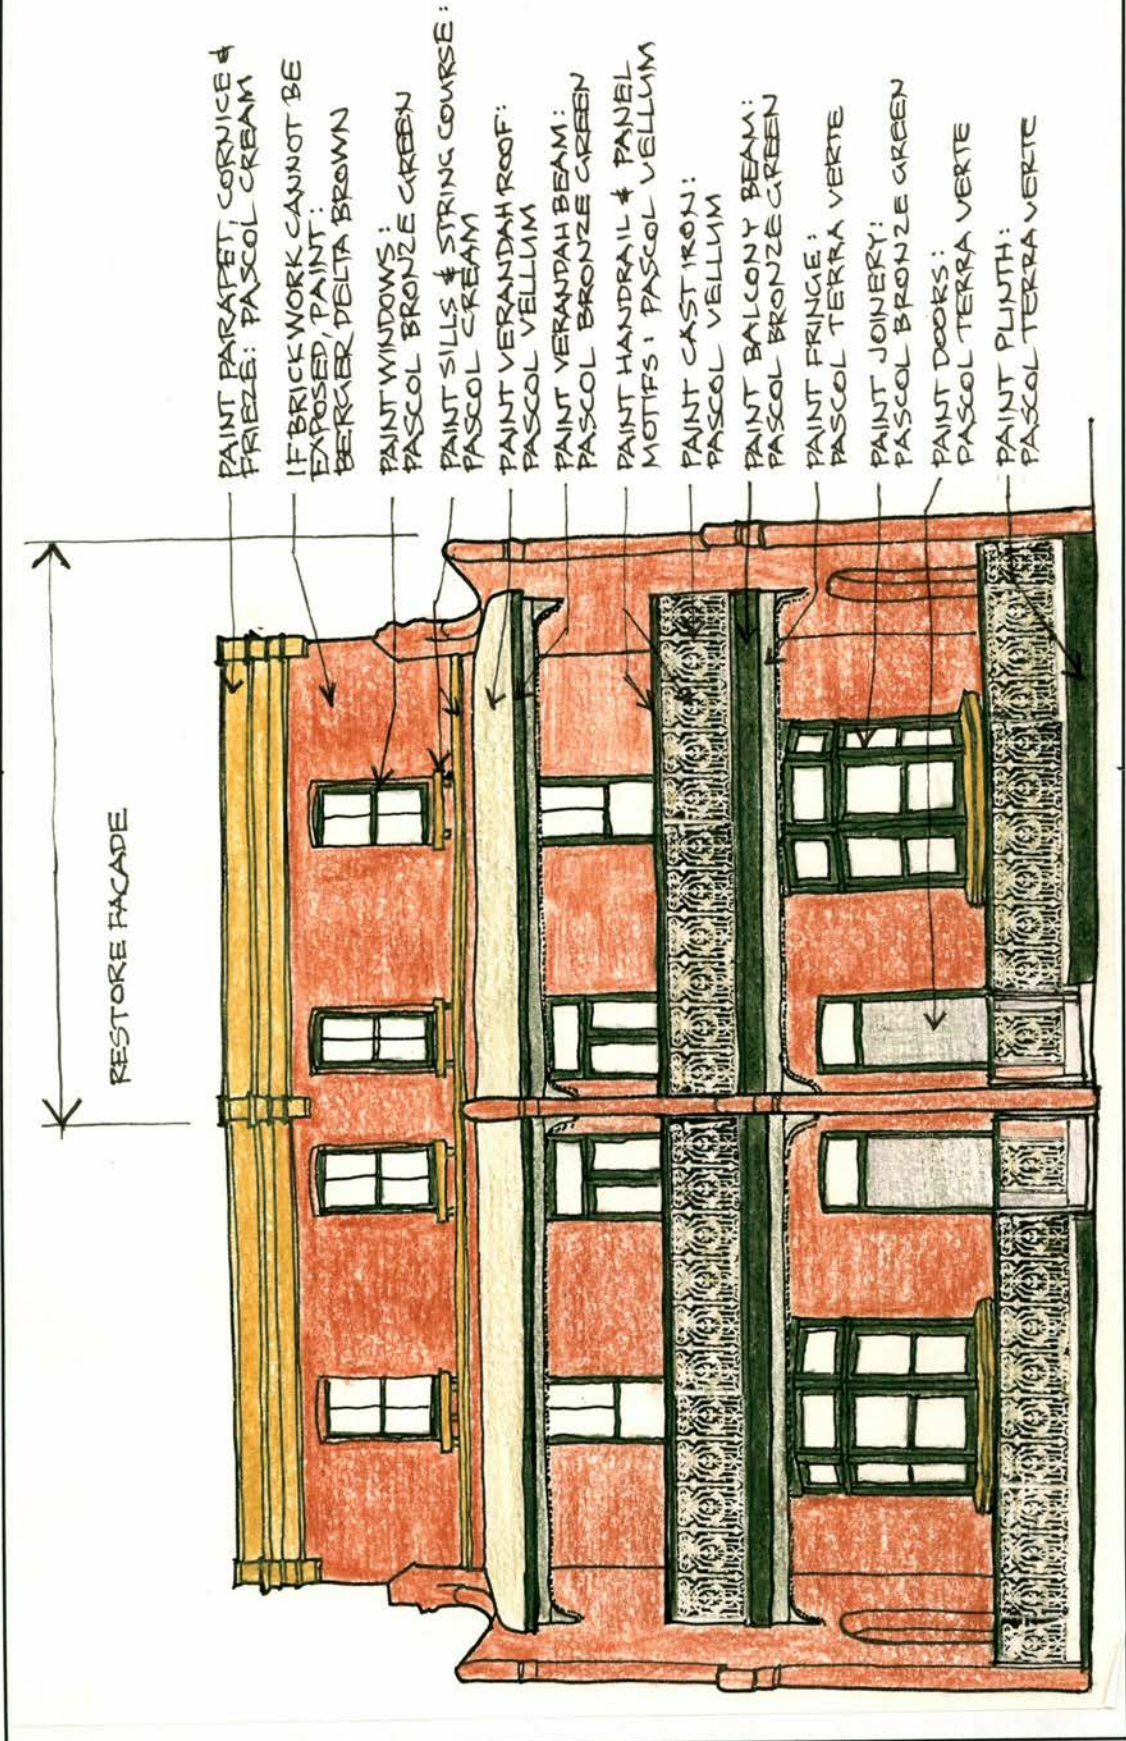 RESTORE FACADE
PAINT PARAPET, CORNICE &
FRIEZE: PASCOL CREAM
IF BRICKWORK CANNOT BE
EXPOSED, PAINT:
BERGER DELTA BROWN
PAINT WINDOWS:
PASCOL BRONZE GREEN
PAINT SILLS & STRING COURSE:
PASCOL CREAM
PAINT VERANDAH ROOF:
PASCOL VELLUM
PAINT VERANDAH BEAM:
PASCOL BRONZE GREEN
PAINT HANDRAIL & PANEL
MOTIFS: PASCOL VELLUM
PAINT CAST IRON:
PASCOL VELLUM
PAINT BALCONY BEAM:
PASCOL BRONZE GREEN
PAINT FRINGE:
PASCOL TERRA VERTE
PAINT JOINERY:
PASCOL BRONZE GREEN
PAINT DOORS:
PASCOL TERRA VERTE
PAINT PLINTH:
PASCOL TERRA VERTE